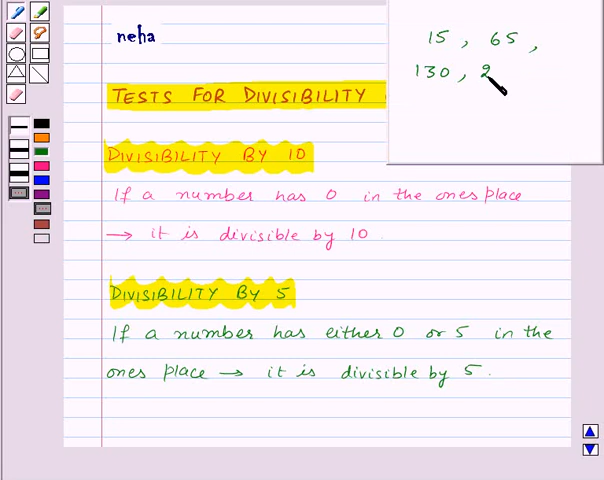 neha
15 , 65 ,
130 , 2
TESTS FOR DIVISIBILITY
DIVISIBILITY BY 10
If a number has 0 in the ones place
→ it is divisible by 10 .
DIVISIBILITY BY 5
If a number has either 0 or 5 in the
ones place → it is divisible by 5 .